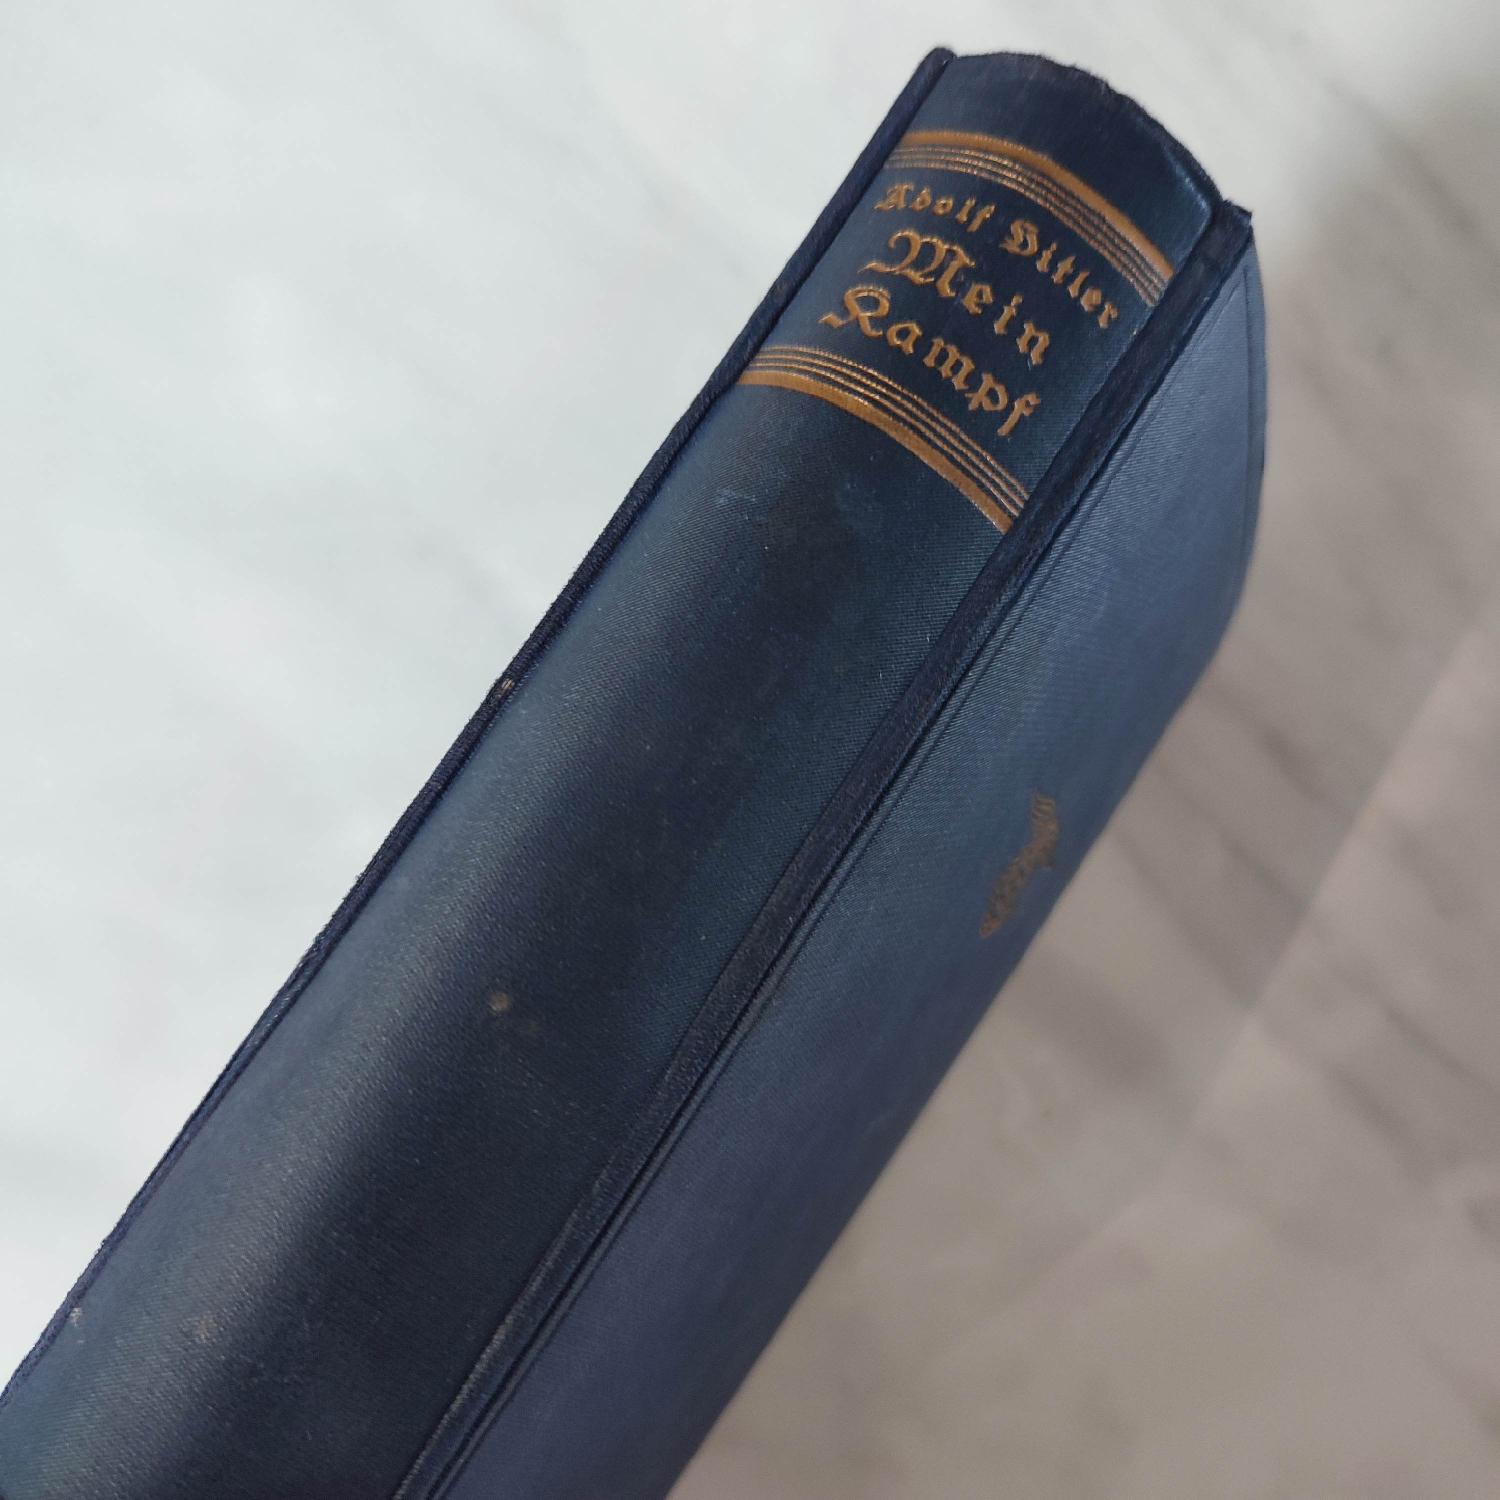 Adolf Hitler
Mein
Kampf